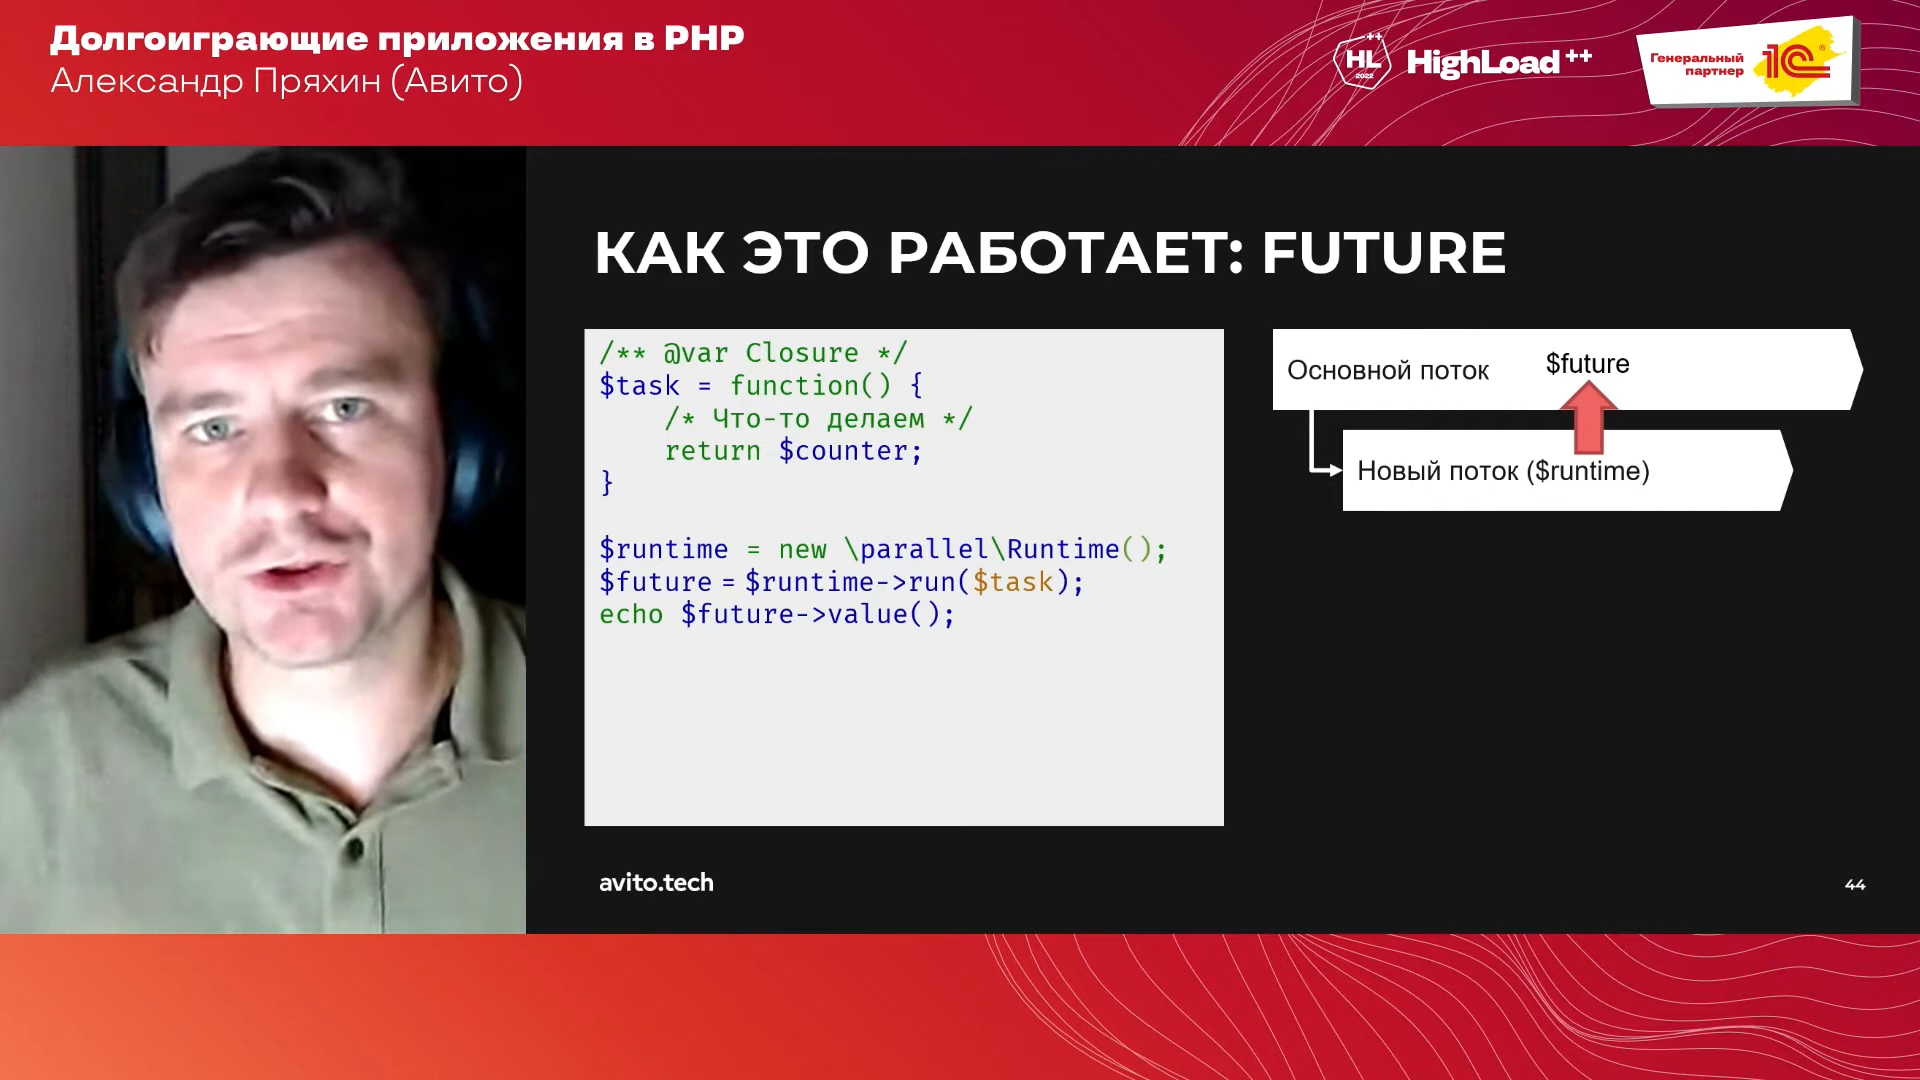 Долгоиграющие приложения в PHP
Александр Пряхин (Авито)
HL++
2022
HighLoad++
Генеральный
партнер
1С
КАК ЭТО РАБОТАЕТ: FUTURE
/** @var Closure */
$task = function() {
/* Что-то делаем */
return $counter;
}
$runtime = new \parallel\Runtime();
$future = $runtime->run($task);
echo $future->value();
Основной поток
$future
Новый поток ($runtime)
avito.tech
44